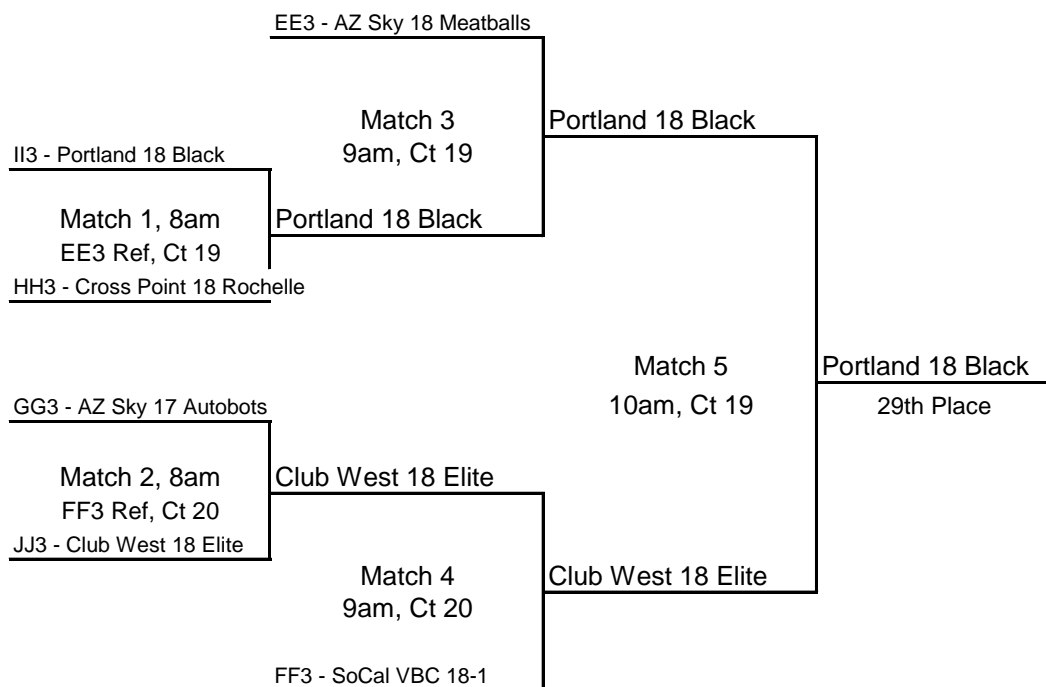 EE3 - AZ Sky 18 Meatballs
Match 3
9am, Ct 19
Portland 18 Black
II3 - Portland 18 Black
Match 1, 8am
EE3 Ref, Ct 19
Portland 18 Black
HH3 - Cross Point 18 Rochelle
Match 5
10am, Ct 19
Portland 18 Black
29th Place
GG3 - AZ Sky 17 Autobots
Match 2, 8am
FF3 Ref, Ct 20
Club West 18 Elite
JJ3 - Club West 18 Elite
Match 4
9am, Ct 20
Club West 18 Elite
FF3 - SoCal VBC 18-1